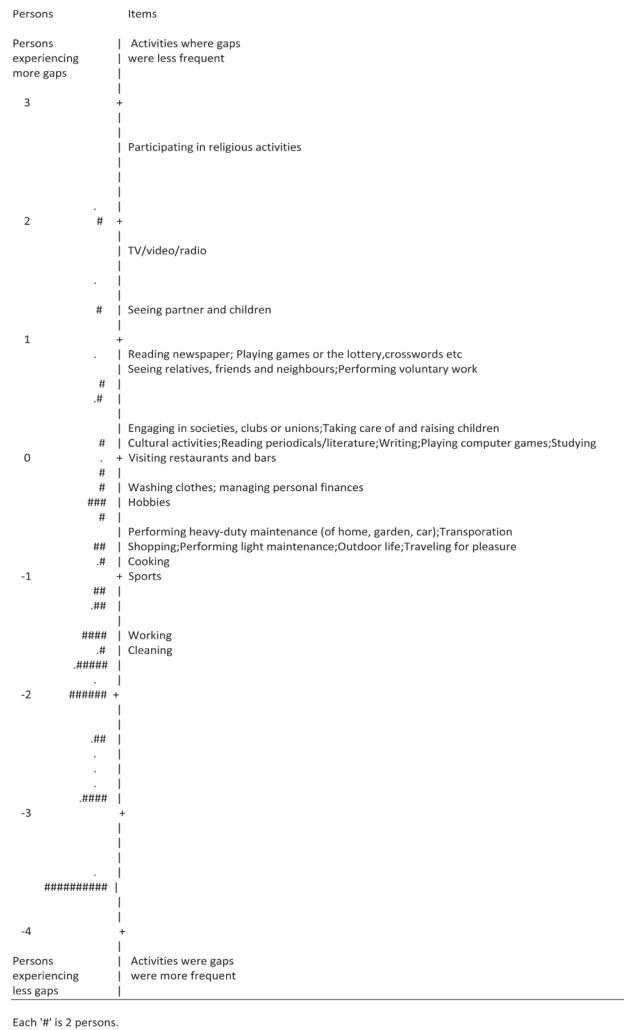 Persons Items
Persons | Activities where gaps
experiencing | were less frequent
more gaps |
|
3 +
|
|
| Participating in religious activities
|
|
|
. |
2 # +
|
| TV/video/radio
|
. |
|
# | Seeing partner and children
|
1 +
. | Reading newspaper; Playing games or the lottery,crosswords etc
| Seeing relatives, friends and neighbours;Performing voluntary work
# |
.# |
|
| Engaging in societies, clubs or unions;Taking care of and raising children
# | Cultural activities;Reading periodicals/literature;Writing;Playing computer games;Studying
0 . + Visiting restaurants and bars
# |
# | Washing clothes; managing personal finances
### | Hobbies
# |
| Performing heavy-duty maintenance (of home, garden, car);Transporation
## | Shopping;Performing light maintenance;Outdoor life;Traveling for pleasure
.# | Cooking
-1 + Sports
## |
.## |
|
#### | Working
.# | Cleaning
.##### |
. |
-2 ###### +
|
|
.## |
. |
. |
. |
.#### |
-3 +
|
|
|
. |
########## |
|
|
-4 +
|
Persons | Activities were gaps
experiencing | were more frequent
less gaps |
Each '#' is 2 persons.